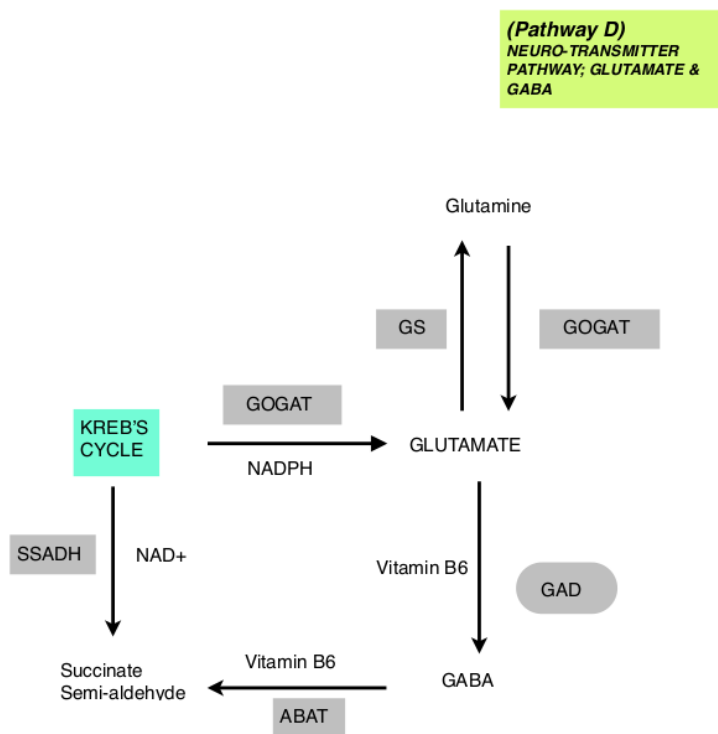 (Pathway D)
NEURO-TRANSMITTER
PATHWAY; GLUTAMATE &
GABA
Glutamine
GS
GOGAT
GOGAT
KREB'S
CYCLE
GLUTAMATE
NADPH
SSADH
NAD+
Vitamin B6
GAD
Succinate
Semi-aldehyde
Vitamin B6
GABA
ABAT